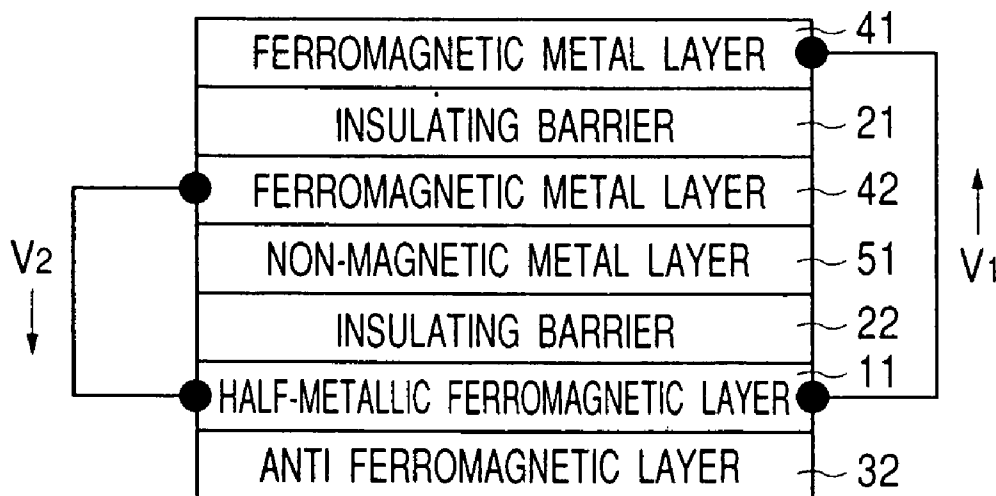 FERROMAGNETIC METAL LAYER 41
INSULATING BARRIER 21
FERROMAGNETIC METAL LAYER 42
NON-MAGNETIC METAL LAYER 51
V2
V1
INSULATING BARRIER 22
HALF-METALLIC FERROMAGNETIC LAYER 11
ANTI FERROMAGNETIC LAYER 32